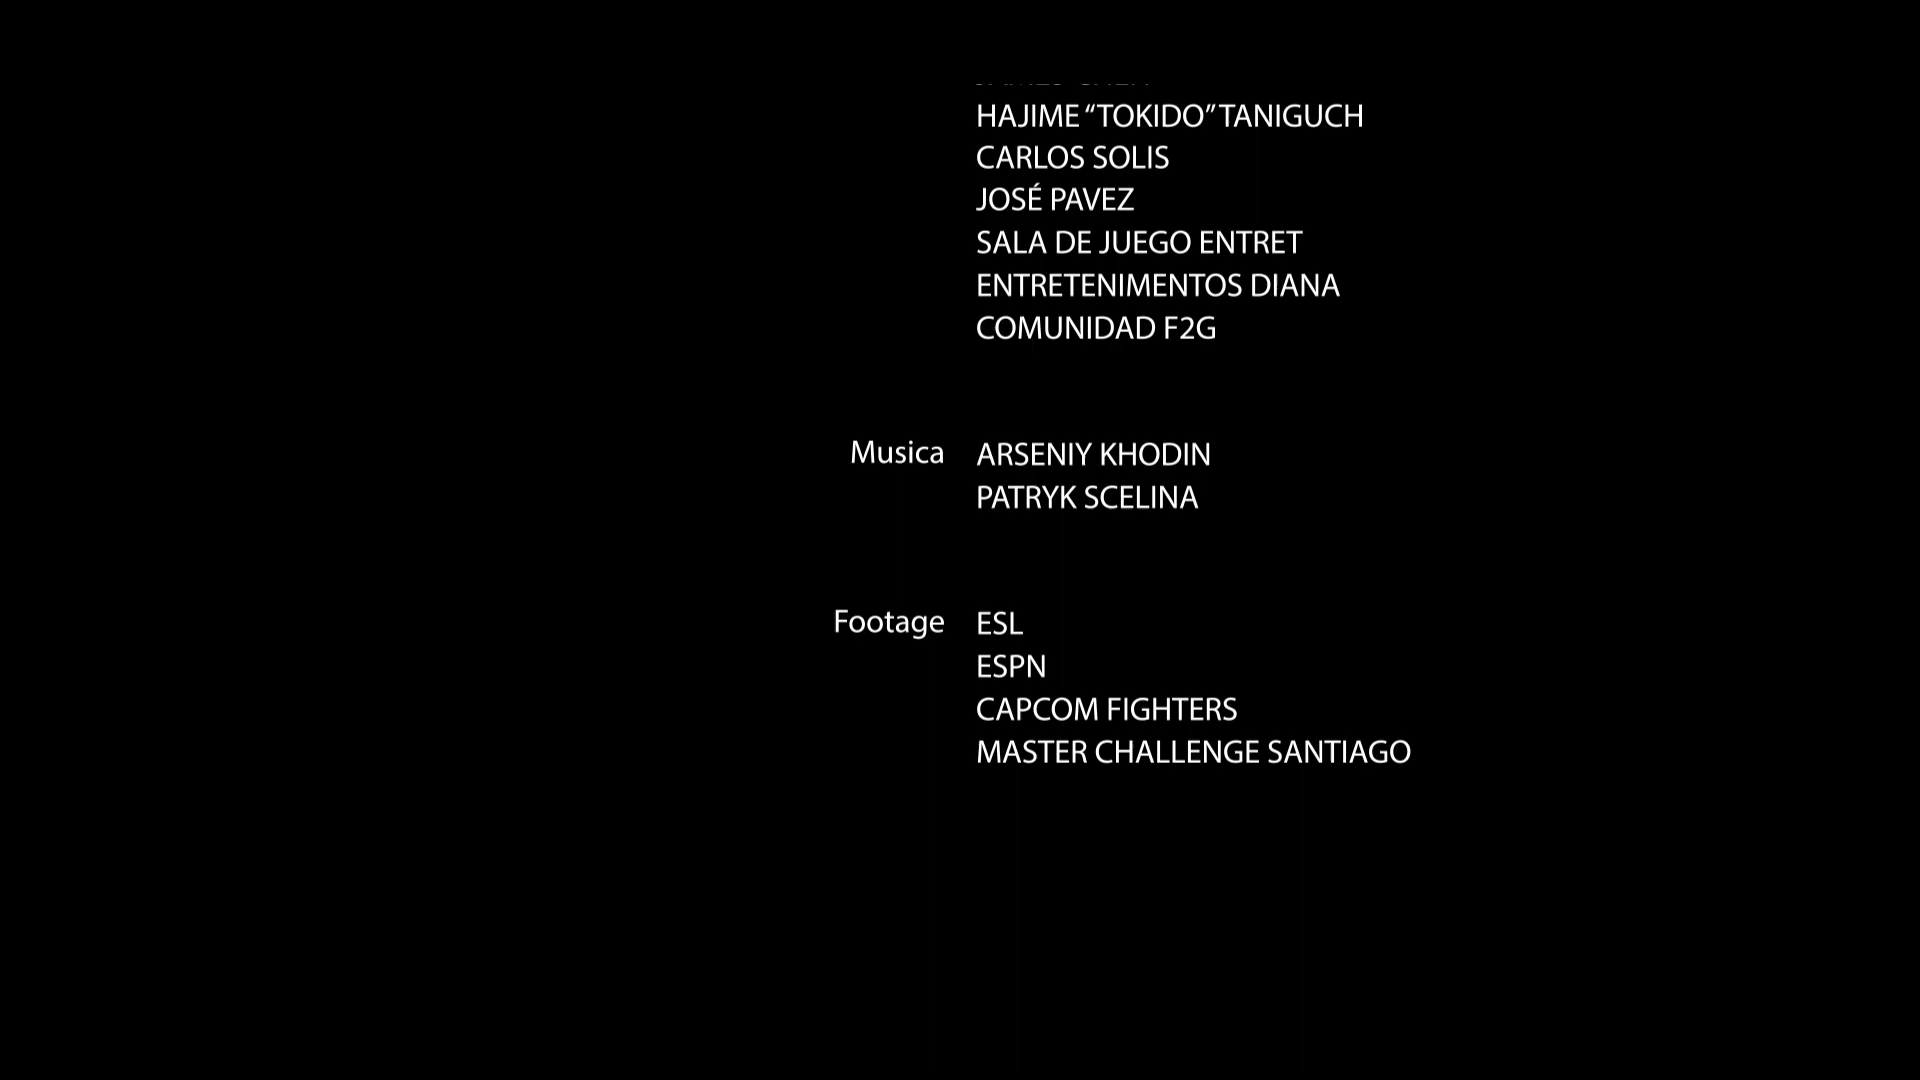 HAJIME “TOKIDO” TANIGUCH
CARLOS SOLIS
JOSÉ PAVEZ
SALA DE JUEGO ENTRET
ENTRETENIMENTOS DIANA
COMUNIDAD F2G
Musica ARSENIY KHODIN
PATRYK SCELINA
Footage ESL
ESPN
CAPCOM FIGHTERS
MASTER CHALLENGE SANTIAGO